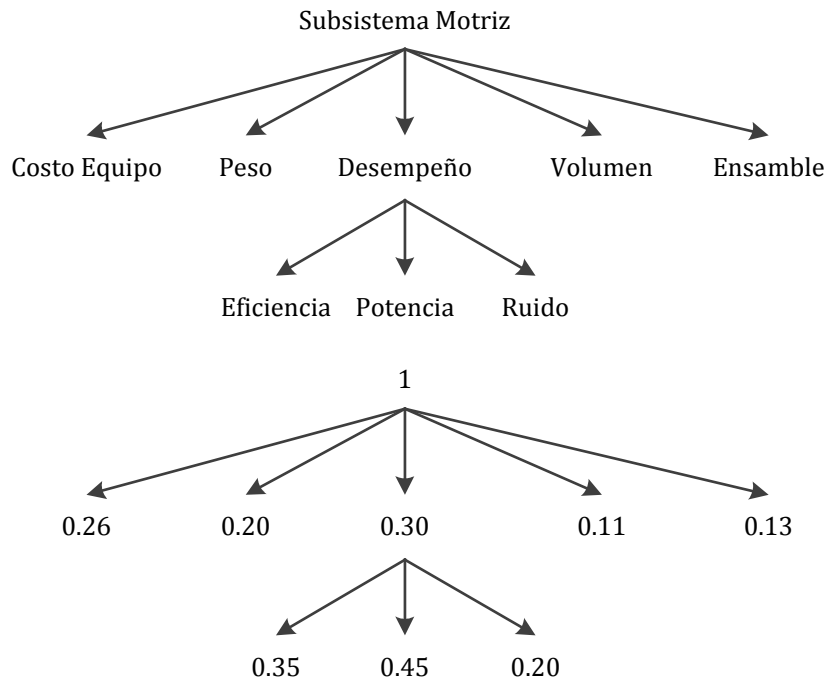 Subsistema Motriz
Costo Equipo Peso Desempeño Volumen Ensamble
Eficiencia Potencia Ruido
1
0.26 0.20 0.30 0.11 0.13
0.35 0.45 0.20